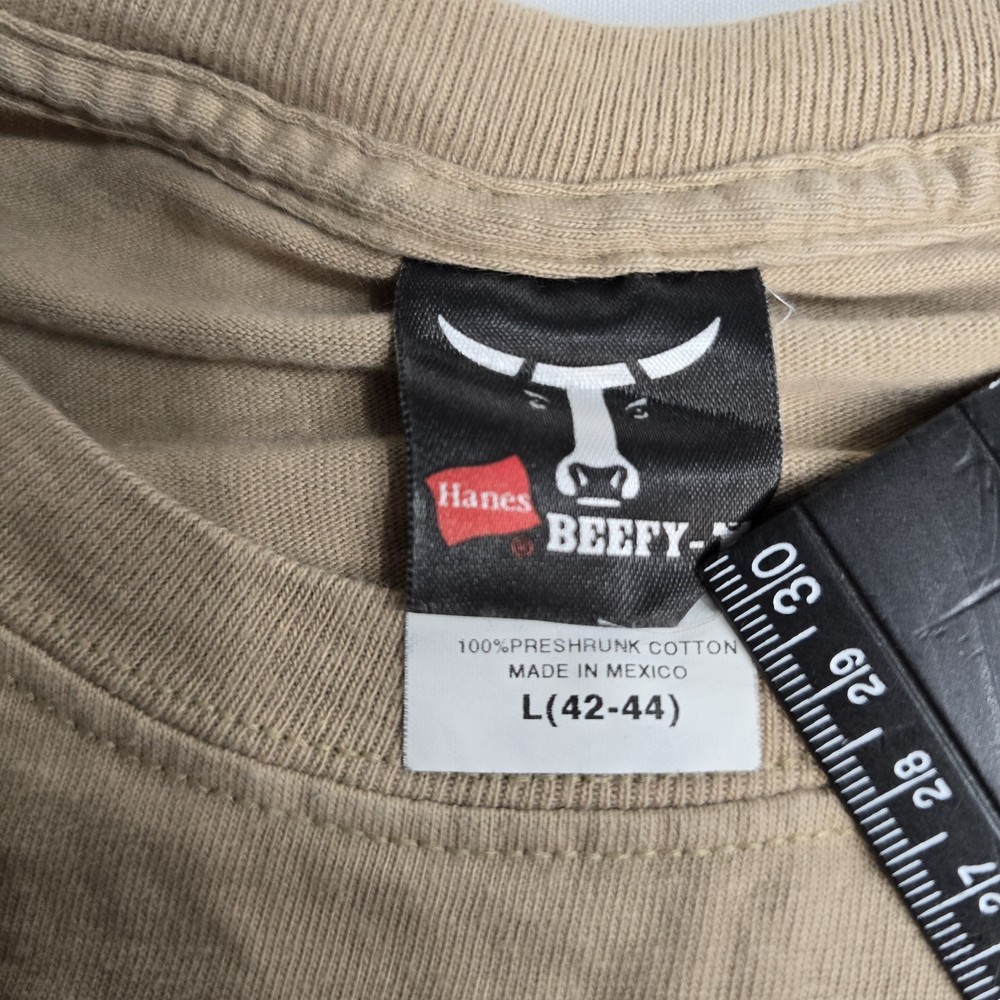 Hanes
®
BEEFY-
100%PRESHRUNK COTTON
MADE IN MEXICO
L(42-44)
30
29
28
27